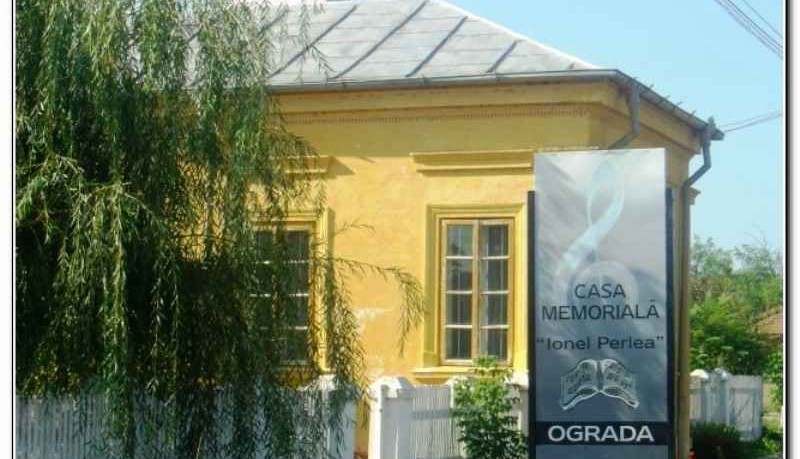 CASA
MEMORIALĂ
"Ionel Perlea"
OGRADA